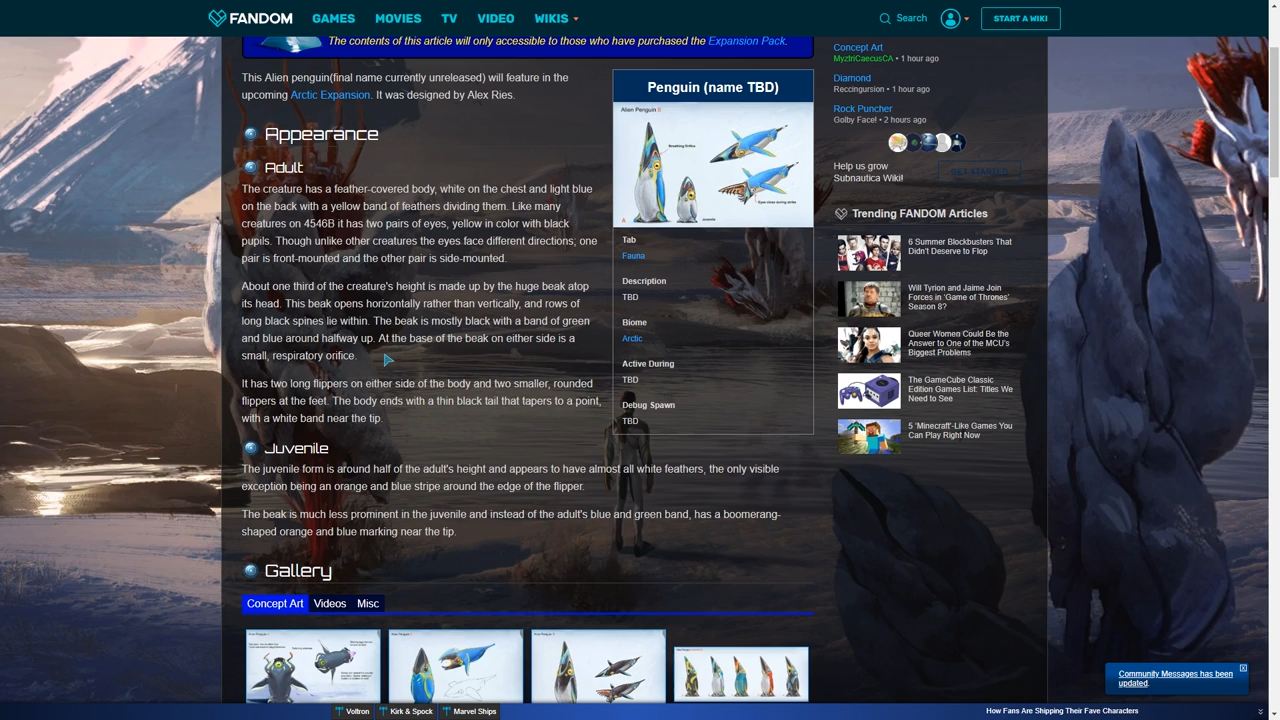 FANDOM
GAMES
MOVIES
TV
VIDEO
WIKIS
Search
START A WIKI
The contents of this article will only accessible to those who have purchased the Expansion Pack.
This Alien penguin(final name currently unreleased) will feature in the
upcoming Arctic Expansion. It was designed by Alex Ries.
Appearance
Adult
The creature has a feather-covered body, white on the chest and light blue
on the back with a yellow band of feathers dividing them. Like many
creatures on 4546B it has two pairs of eyes, yellow in color with black
pupils. Though unlike other creatures the eyes face different directions; one
pair is front-mounted and the other pair is side-mounted.
About one third of the creature's height is made up by the huge beak atop
its head. This beak opens horizontally rather than vertically, and rows of
long black spines lie within. The beak is mostly black with a band of green
and blue around halfway up. At the base of the beak on either side is a
small, respiratory orifice.
It has two long flippers on either side of the body and two smaller, rounded
flippers at the feet. The body ends with a thin black tail that tapers to a point,
with a white band near the tip.
Juvenile
The juvenile form is around half of the adult's height and appears to have almost all white feathers, the only visible
exception being an orange and blue stripe around the edge of the flipper.
The beak is much less prominent in the juvenile and instead of the adult's blue and green band, has a boomerang-
shaped orange and blue marking near the tip.
Gallery
Concept Art
Videos
Misc
Penguin (name TBD)
Alien Penguin B
Breathing Orifice
Eyes close during strike
Juvenile
Tab
Fauna
Description
TBD
Biome
Arctic
Active During
TBD
Debug Spawn
TBD
Concept Art
MyztriCaecusCA • 1 hour ago
Diamond
Reccingursion • 1 hour ago
Rock Puncher
Golby Facel • 2 hours ago
Help us grow
Subnautica Wiki!
GET STARTED
Trending FANDOM Articles
6 Summer Blockbusters That
Didn't Deserve to Flop
Will Tyrion and Jaime Join
Forces in 'Game of Thrones'
Season 8?
Queer Women Could Be the
Answer to One of the MCU's
Biggest Problems
The GameCube Classic
Edition Games List: Titles We
Need to See
5 'Minecraft'-Like Games You
Can Play Right Now
Community Messages has been
updated.
Voltron
Kirk & Spock
Marvel Ships
How Fans Are Shipping Their Fave Characters